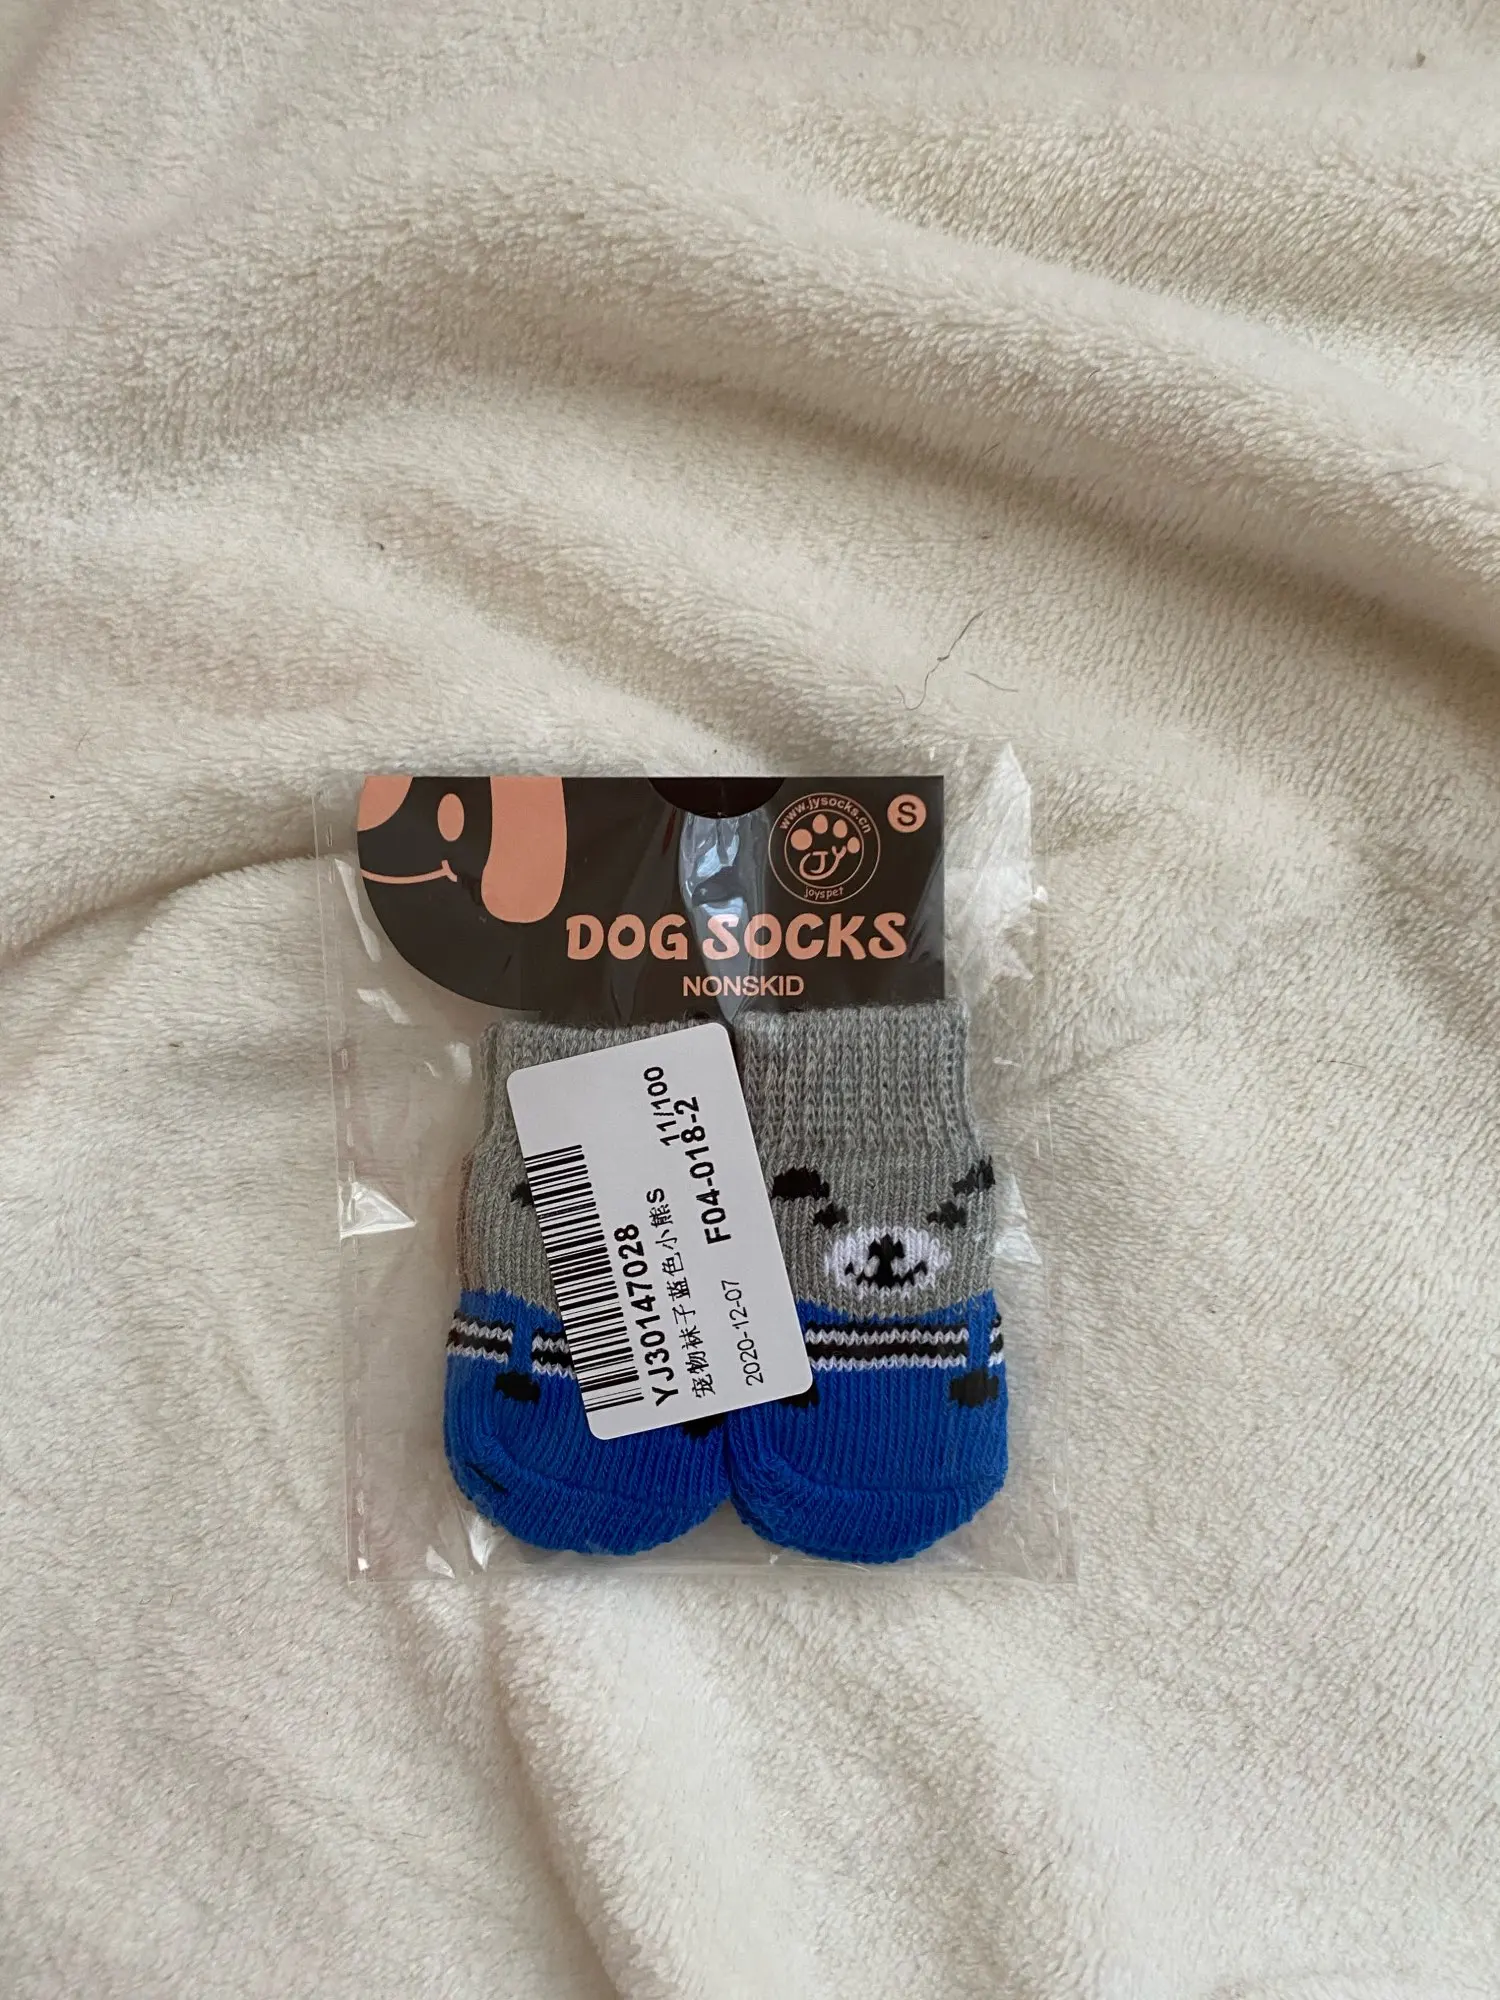 www.jysocks.cn
S
JY
joyspet
DOG SOCKS
NONSKID
YJ30147028
宠物袜子蓝色小熊S
11/100
F04-018-2
2020-12-07